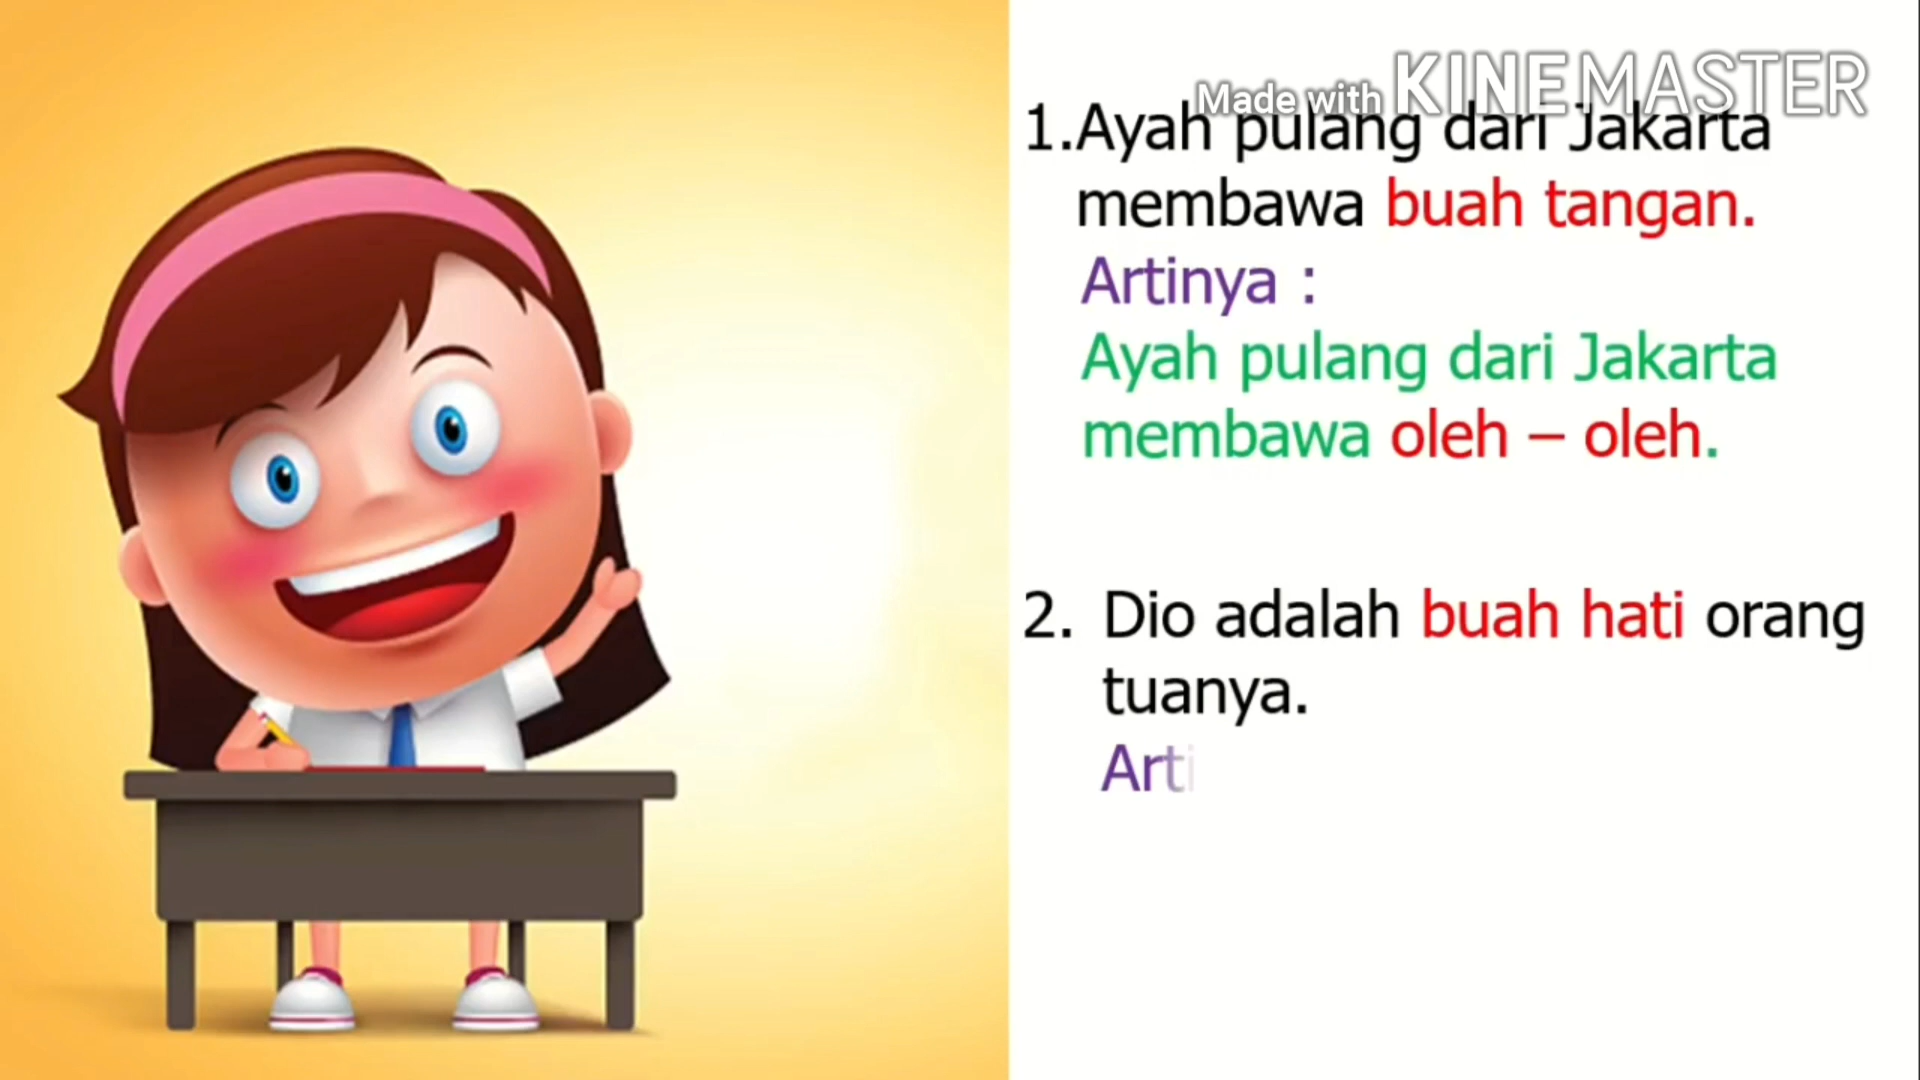 Made with KINEMASTER
1.Ayah pulang dari Jakarta
membawa buah tangan.
Artinya :
Ayah pulang dari Jakarta
membawa oleh – oleh.
2. Dio adalah buah hati orang
tuanya.
Arti